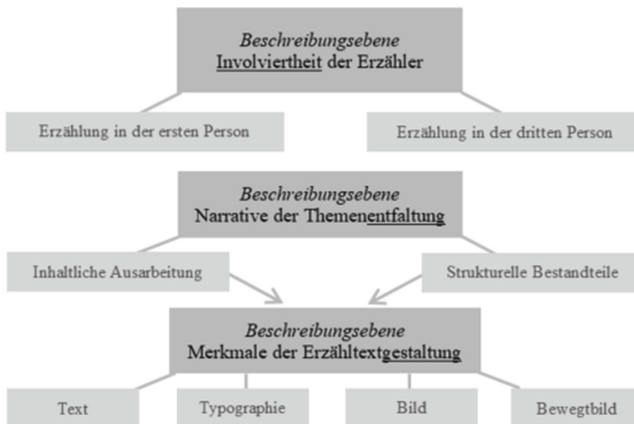 Beschreibungsebene
Involviertheit der Erzähler
Erzählung in der ersten Person
Erzählung in der dritten Person
Beschreibungsebene
Narrative der Themenentfaltung
Inhaltliche Ausarbeitung
Strukturelle Bestandteile
Beschreibungsebene
Merkmale der Erzähltextgestaltung
Text
Typographie
Bild
Bewegtbild